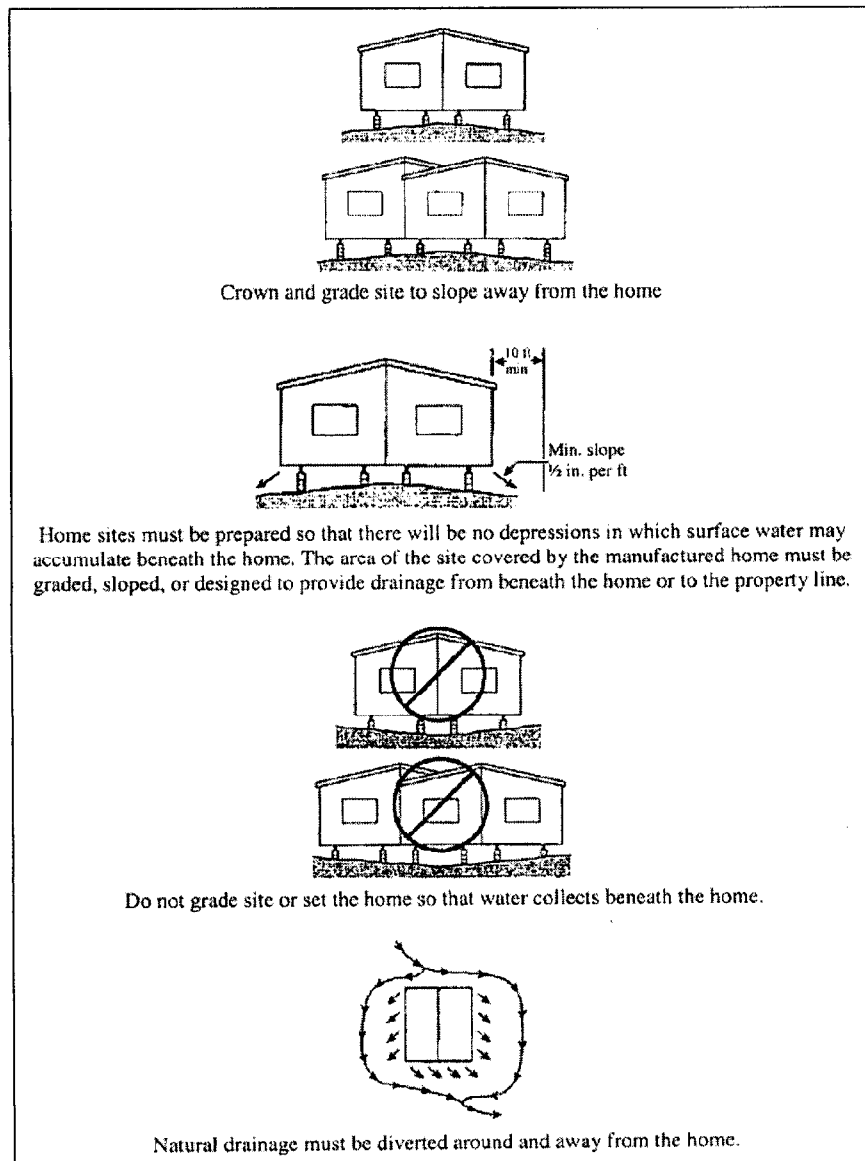 Crown and grade site to slope away from the home
10 ft
min
Min. slope
½ in. per ft
Home sites must be prepared so that there will be no depressions in which surface water may
accumulate beneath the home. The area of the site covered by the manufactured home must be
graded, sloped, or designed to provide drainage from beneath the home or to the property line.
Do not grade site or set the home so that water collects beneath the home.
Natural drainage must be diverted around and away from the home.